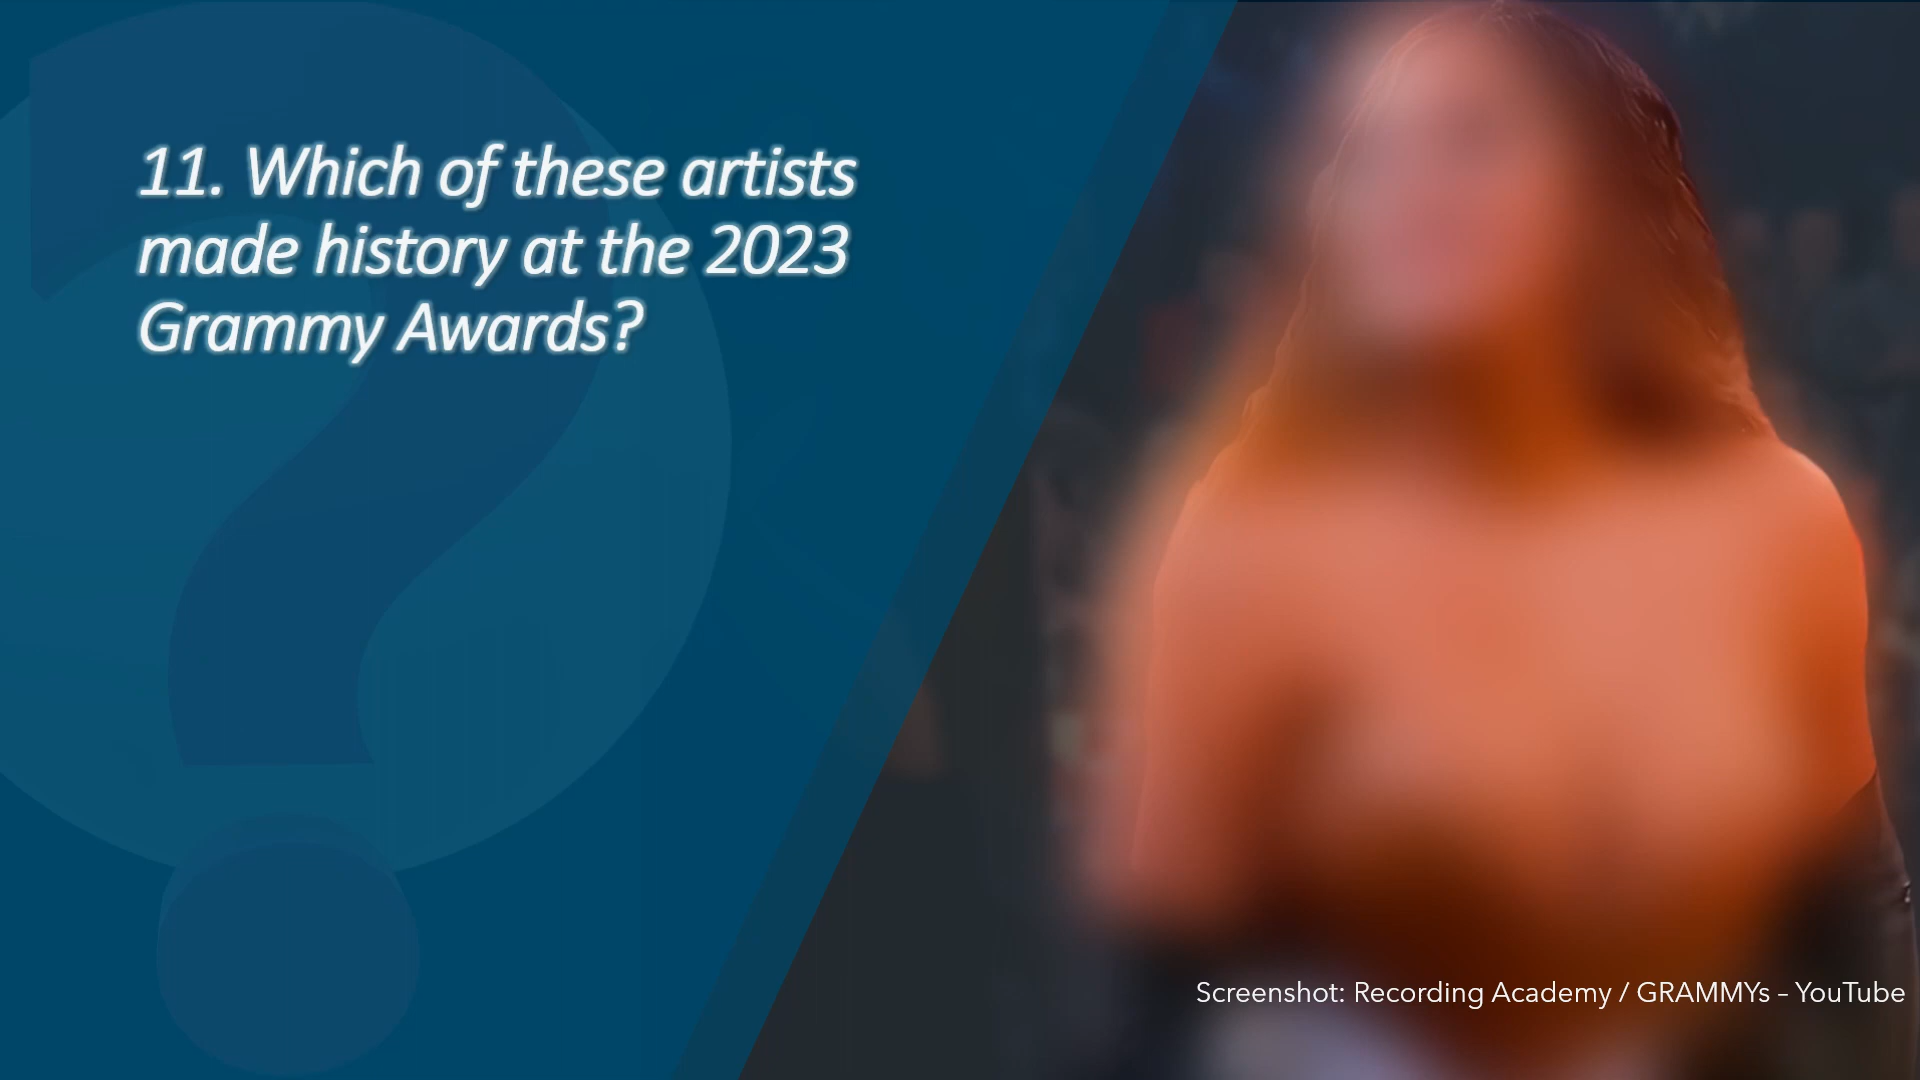 11. Which of these artists
made history at the 2023
Grammy Awards?
Screenshot: Recording Academy / GRAMMYs – YouTube